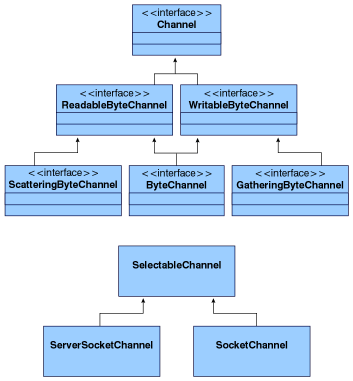 <<interface>>
Channel
<<interface>> <<interface>>
ReadableByteChannel WritableByteChannel
<<interface>> <<interface>> <<interface>>
ScatteringByteChannel ByteChannel GatheringByteChannel
SelectableChannel
ServerSocketChannel SocketChannel